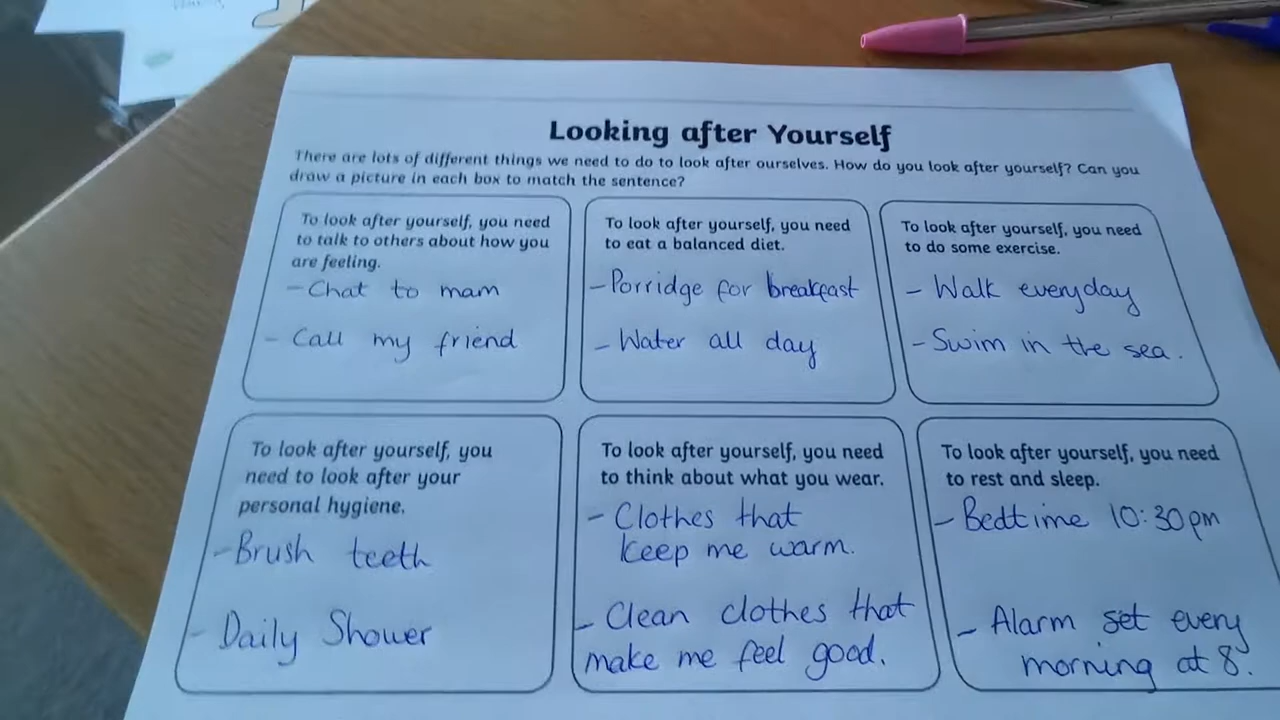 Looking after Yourself
There are lots of different things we need to do to look after ourselves. How do you look after yourself? Can you
draw a picture in each box to match the sentence?
To look after yourself, you need
to talk to others about how you
are feeling.
- Chat to mam
- Call my friend
To look after yourself, you need
to eat a balanced diet.
- Porridge for breakfast
- Water all day
To look after yourself, you need
to do some exercise.
- Walk everyday
- Swim in the sea.
To look after yourself, you
need to look after your
personal hygiene.
- Brush teeth
- Daily Shower
To look after yourself, you need
to think about what you wear.
- Clothes that
keep me warm.
- Clean clothes that
make me feel good.
To look after yourself, you need
to rest and sleep.
- Bedtime 10:30pm
- Alarm set every
morning at 8.